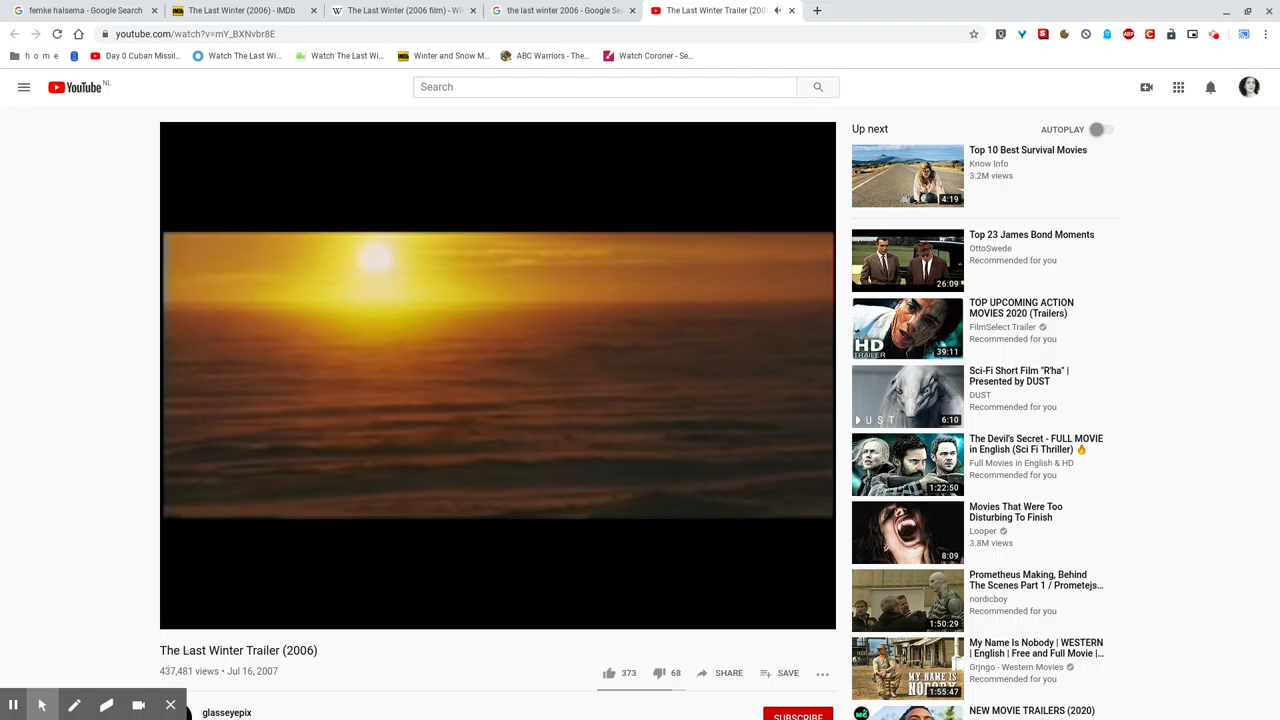 femke halsema - Google Search
The Last Winter (2006) - IMDb
The Last Winter (2006 film) - Wi
the last winter 2006 - Google Se
The Last Winter Trailer (200
youtube.com/watch?v=mY_BXNvbr8E
h o m e
Day 0 Cuban Missil...
Watch The Last Wi...
Watch The Last Wi...
Winter and Snow M...
ABC Warriors - The...
Watch Coroner - Se...
YouTube NL
Search
Up next
AUTOPLAY
Top 10 Best Survival Movies
Know Info
3.2M views
4:19
Top 23 James Bond Moments
OttoSwede
Recommended for you
26:09
TOP UPCOMING ACTION
MOVIES 2020 (Trailers)
FilmSelect Trailer
Recommended for you
HD
TRAILER
39:11
Sci-Fi Short Film "R'ha" |
Presented by DUST
DUST
Recommended for you
DUST
6:10
The Devil's Secret - FULL MOVIE
in English (Sci Fi Thriller) 🔥
Full Movies in English & HD
Recommended for you
1:22:50
Movies That Were Too
Disturbing To Finish
Looper
3.8M views
8:09
Prometheus Making, Behind
The Scenes Part 1 / Prometejs...
nordicboy
Recommended for you
1:50:29
My Name Is Nobody | WESTERN
| English | Free and Full Movie |...
Grjngo - Western Movies
Recommended for you
MY NAME IS
NOBODY
1:55:47
NEW MOVIE TRAILERS (2020)
The Last Winter Trailer (2006)
437,481 views • Jul 16, 2007
373
68
SHARE
SAVE
glasseyepix
SUBSCRIBE